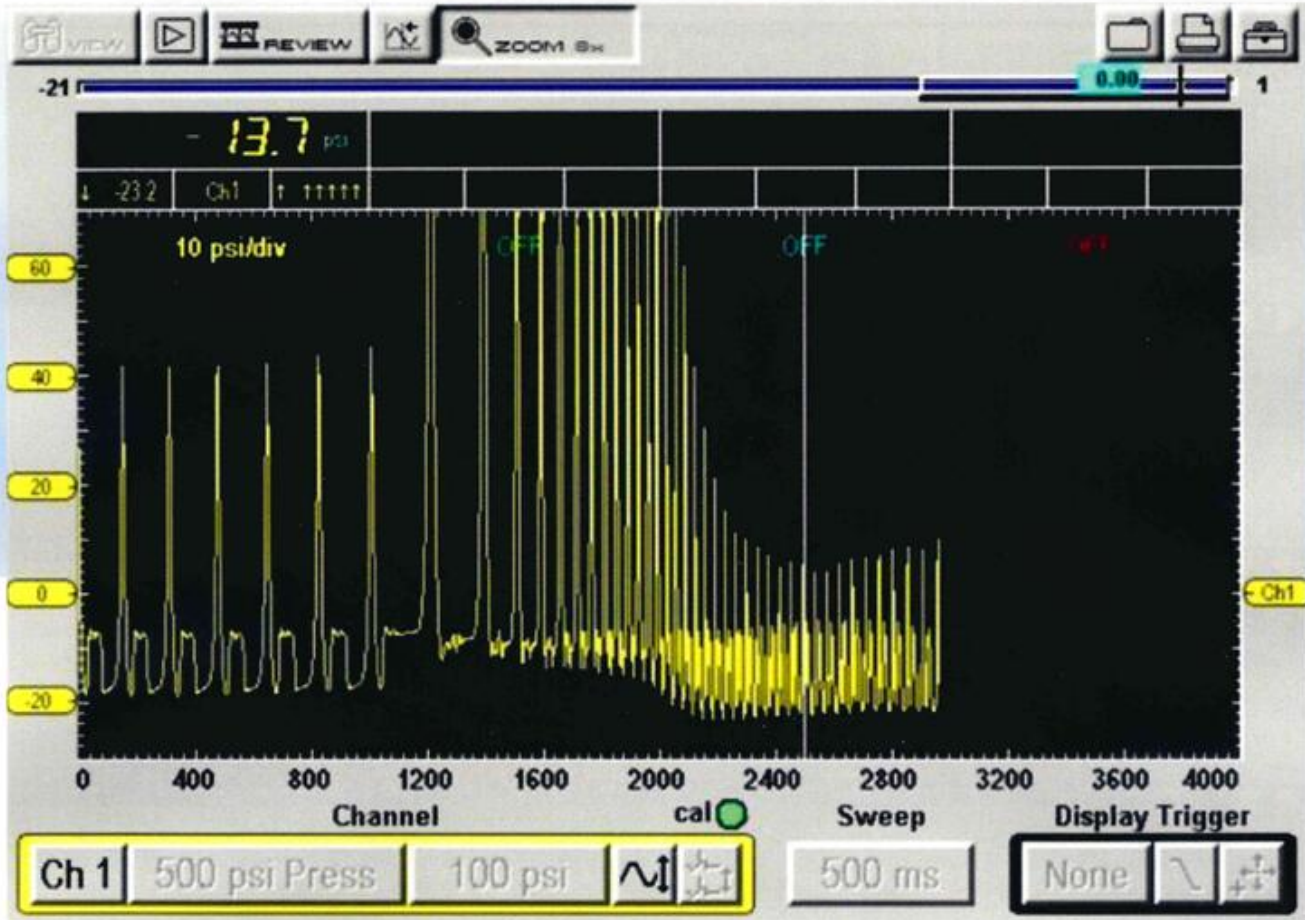 VIEW REVIEW ZOOM 8x
-21 0.00 1
- 13.7 psi
↓ -23.2 Ch1 ↑ ↑↑↑↑↑
10 psi/div OFF OFF OFF
60
40
20
0 Ch1
-20
0 400 800 1200 1600 2000 2400 2800 3200 3600 4000
Channel cal Sweep Display Trigger
Ch 1 500 psi Press 100 psi 500 ms None